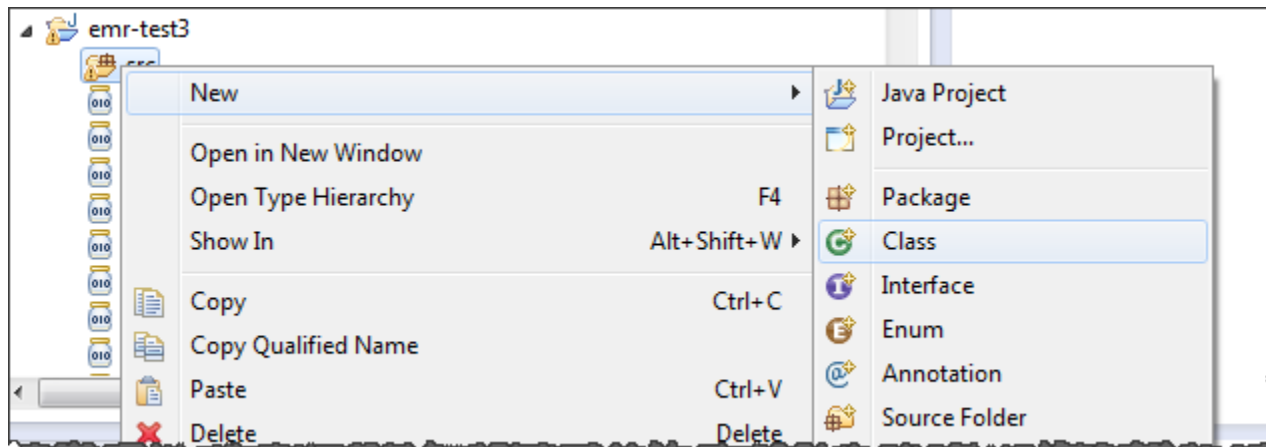 emr-test3
src
New
Open in New Window
Open Type Hierarchy F4
Show In Alt+Shift+W
Copy Ctrl+C
Copy Qualified Name
Paste Ctrl+V
Delete Delete
Java Project
Project...
Package
Class
Interface
Enum
Annotation
Source Folder